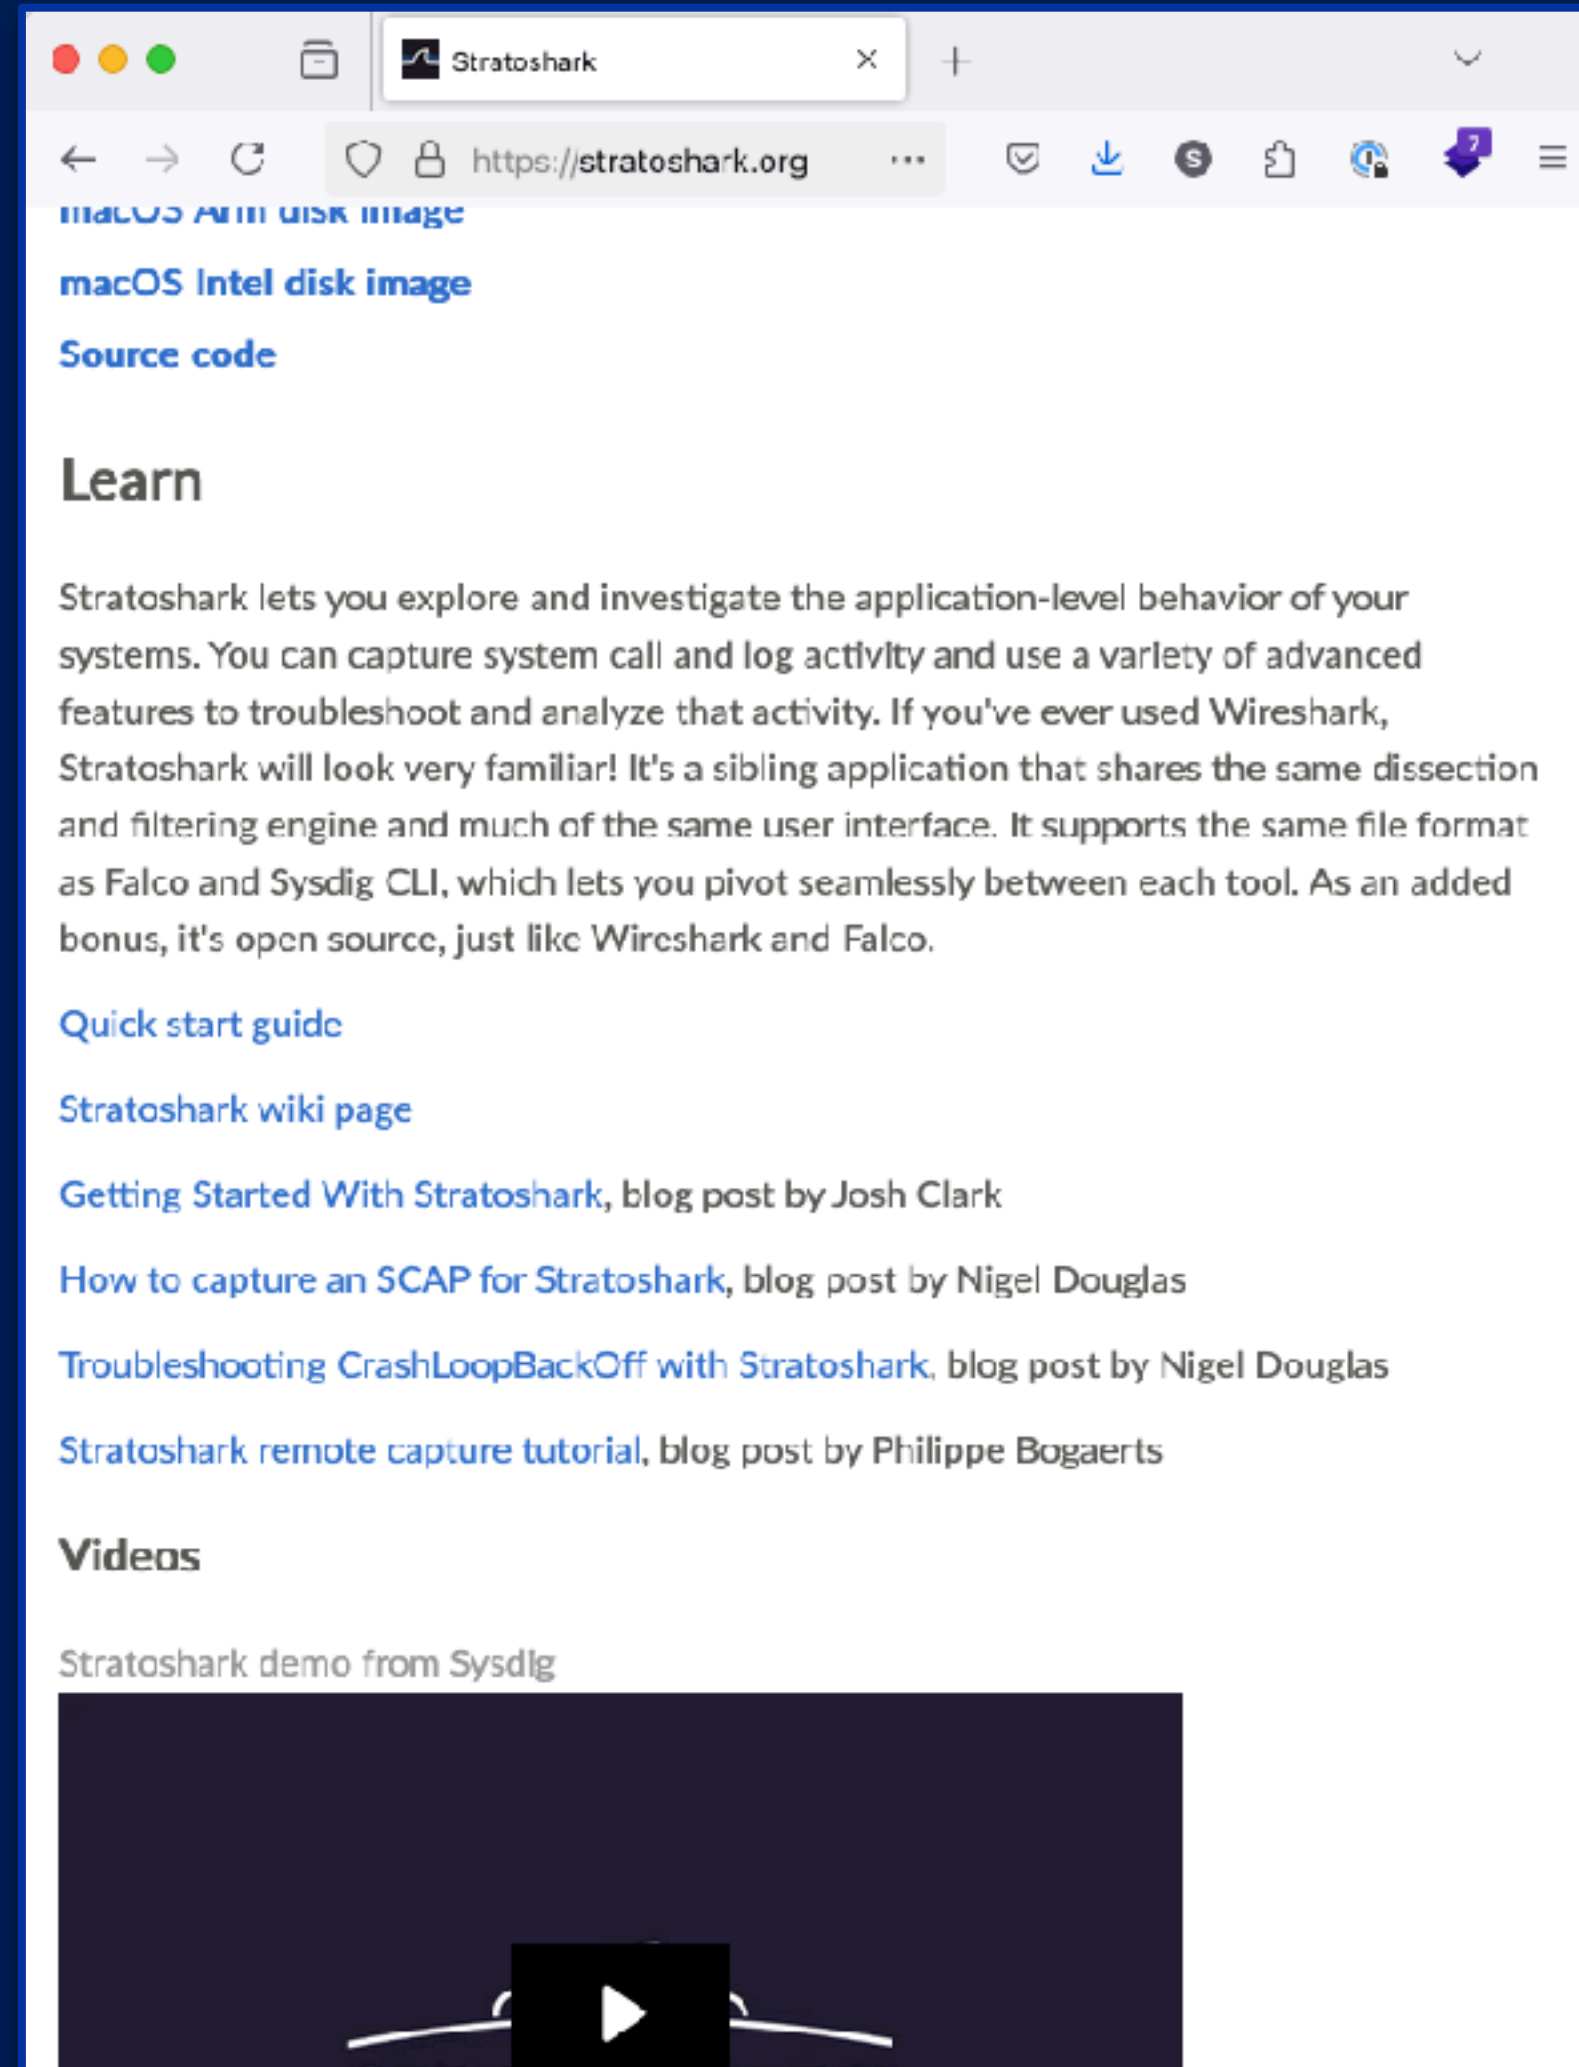 Stratoshark
https://stratoshark.org
S
7
macOS Arm disk image
macOS Intel disk image
Source code
Learn
Stratoshark lets you explore and investigate the application-level behavior of your
systems. You can capture system call and log activity and use a variety of advanced
features to troubleshoot and analyze that activity. If you've ever used Wireshark,
Stratoshark will look very familiar! It's a sibling application that shares the same dissection
and filtering engine and much of the same user interface. It supports the same file format
as Falco and Sysdig CLI, which lets you pivot seamlessly between each tool. As an added
bonus, it's open source, just like Wireshark and Falco.
Quick start guide
Stratoshark wiki page
Getting Started With Stratoshark, blog post by Josh Clark
How to capture an SCAP for Stratoshark, blog post by Nigel Douglas
Troubleshooting CrashLoopBackOff with Stratoshark, blog post by Nigel Douglas
Stratoshark remote capture tutorial, blog post by Philippe Bogaerts
Videos
Stratoshark demo from Sysdig